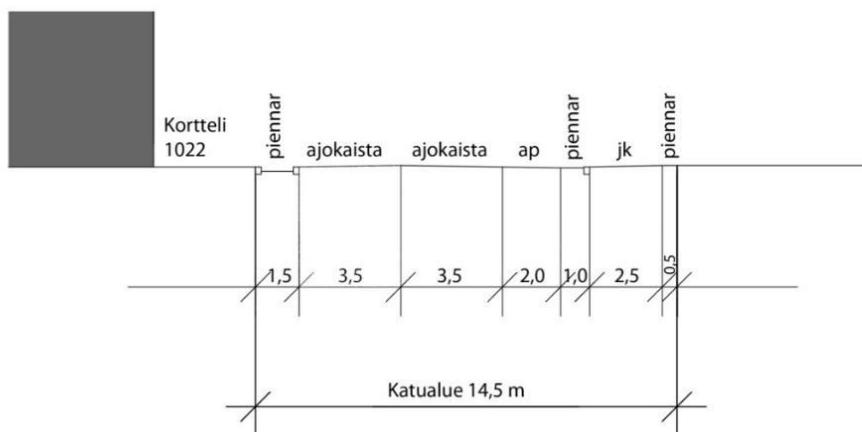 Kortteli
1022
piennar
ajokaista
ajokaista
ap
piennar
jk
piennar
1,5
3,5
3,5
2,0
1,0
2,5
0,5
Katualue 14,5 m